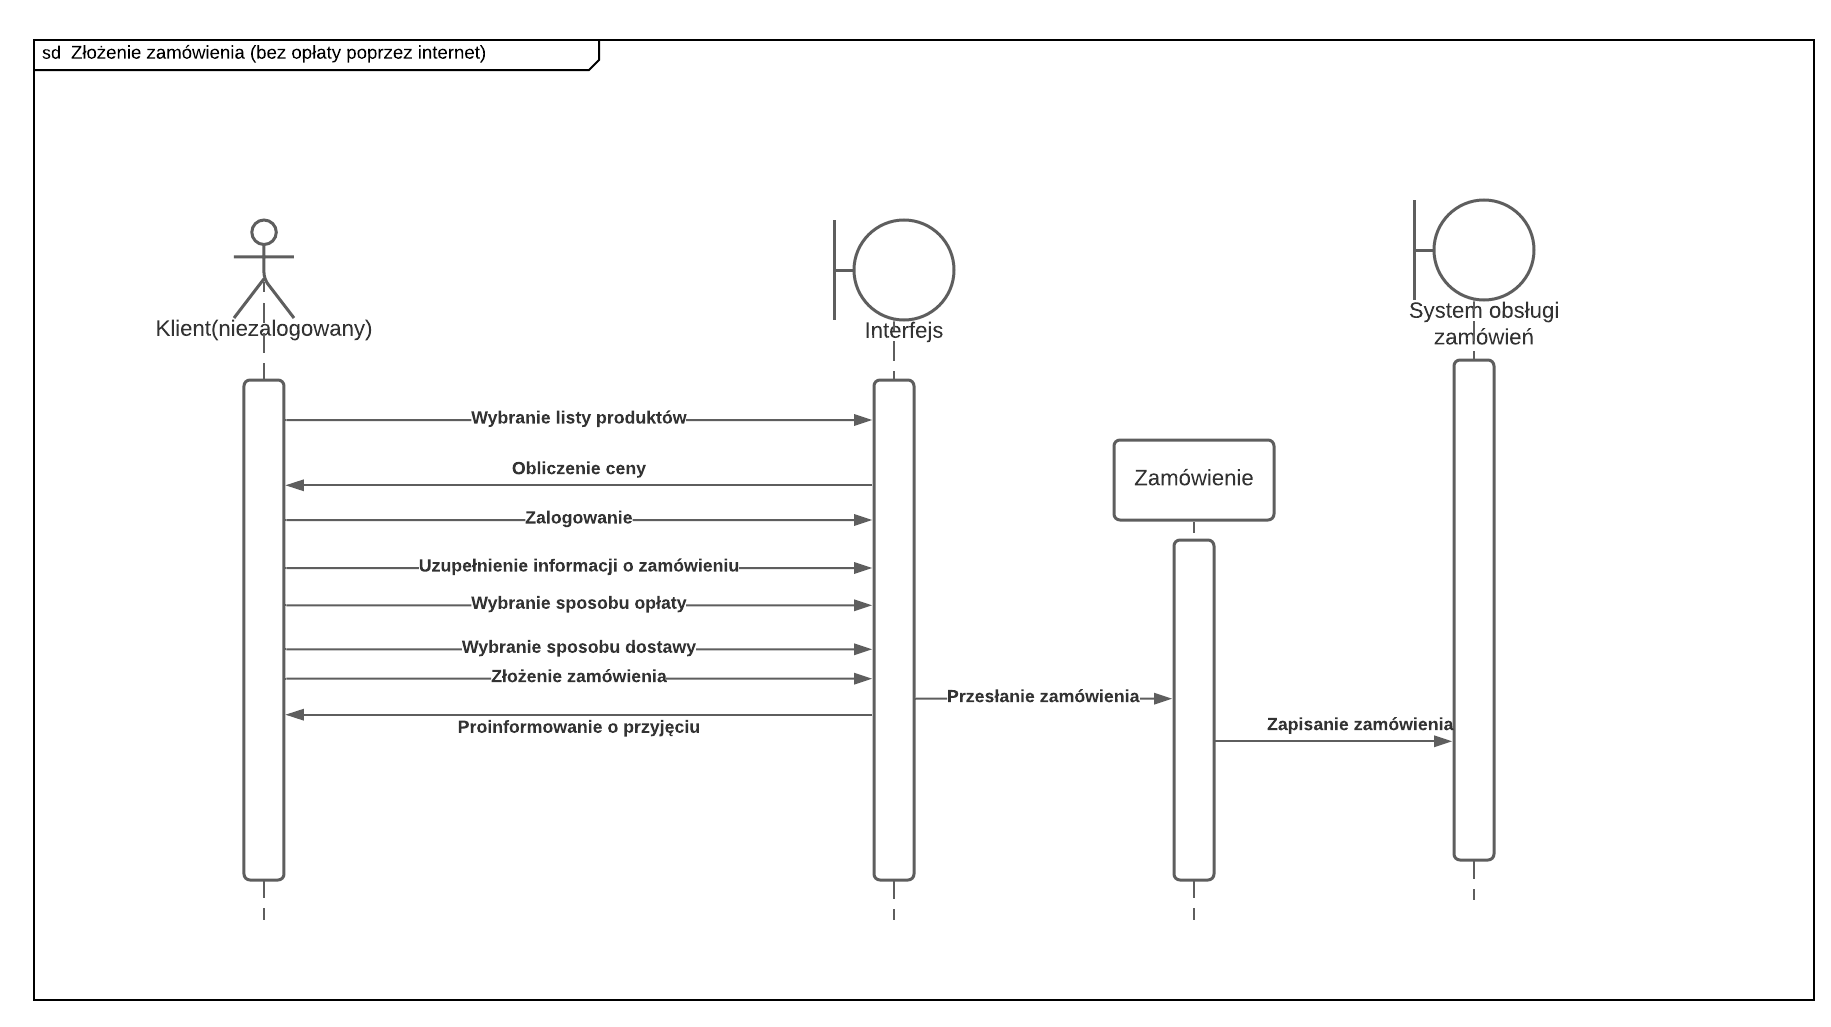 sd  Złożenie zamówienia (bez opłaty poprzez internet)
Klient(niezalogowany)
Interfejs
System obsługi
zamówień
Wybranie listy produktów
Obliczenie ceny
Zamówienie
Zalogowanie
Uzupełnienie informacji o zamówieniu
Wybranie sposobu opłaty
Wybranie sposobu dostawy
Złożenie zamówienia
Przesłanie zamówienia
Proinformowanie o przyjęciu
Zapisanie zamówienia